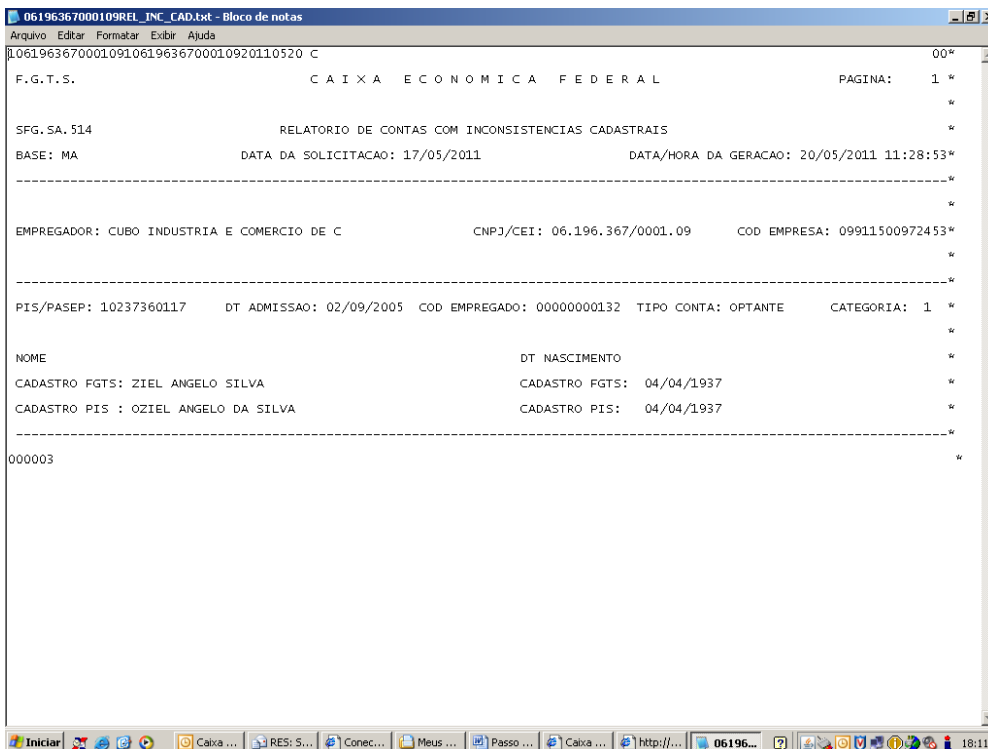 06196367000109REL_INC_CAD.txt - Bloco de notas
Arquivo Editar Formatar Exibir Ajuda
10619636700010910619636700010920110520 C 00*
F.G.T.S. C A I X A E C O N O M I C A F E D E R A L PAGINA: 1 *
*
SFG.SA.514 RELATORIO DE CONTAS COM INCONSISTENCIAS CADASTRAIS *
BASE: MA DATA DA SOLICITACAO: 17/05/2011 DATA/HORA DA GERACAO: 20/05/2011 11:28:53*
------------------------------------------------------------------------------------------------------------------------*
*
EMPREGADOR: CUBO INDUSTRIA E COMERCIO DE C CNPJ/CEI: 06.196.367/0001.09 COD EMPRESA: 09911500972453*
*
------------------------------------------------------------------------------------------------------------------------*
PIS/PASEP: 10237360117 DT ADMISSAO: 02/09/2005 COD EMPREGADO: 00000000132 TIPO CONTA: OPTANTE CATEGORIA: 1 *
*
NOME DT NASCIMENTO *
CADASTRO FGTS: ZIEL ANGELO SILVA CADASTRO FGTS: 04/04/1937 *
CADASTRO PIS : OZIEL ANGELO DA SILVA CADASTRO PIS: 04/04/1937 *
------------------------------------------------------------------------------------------------------------------------*
000003 *
Iniciar Caixa ... RES: S... Conec... Meus ... Passo ... Caixa ... http://... 06196... 18:11